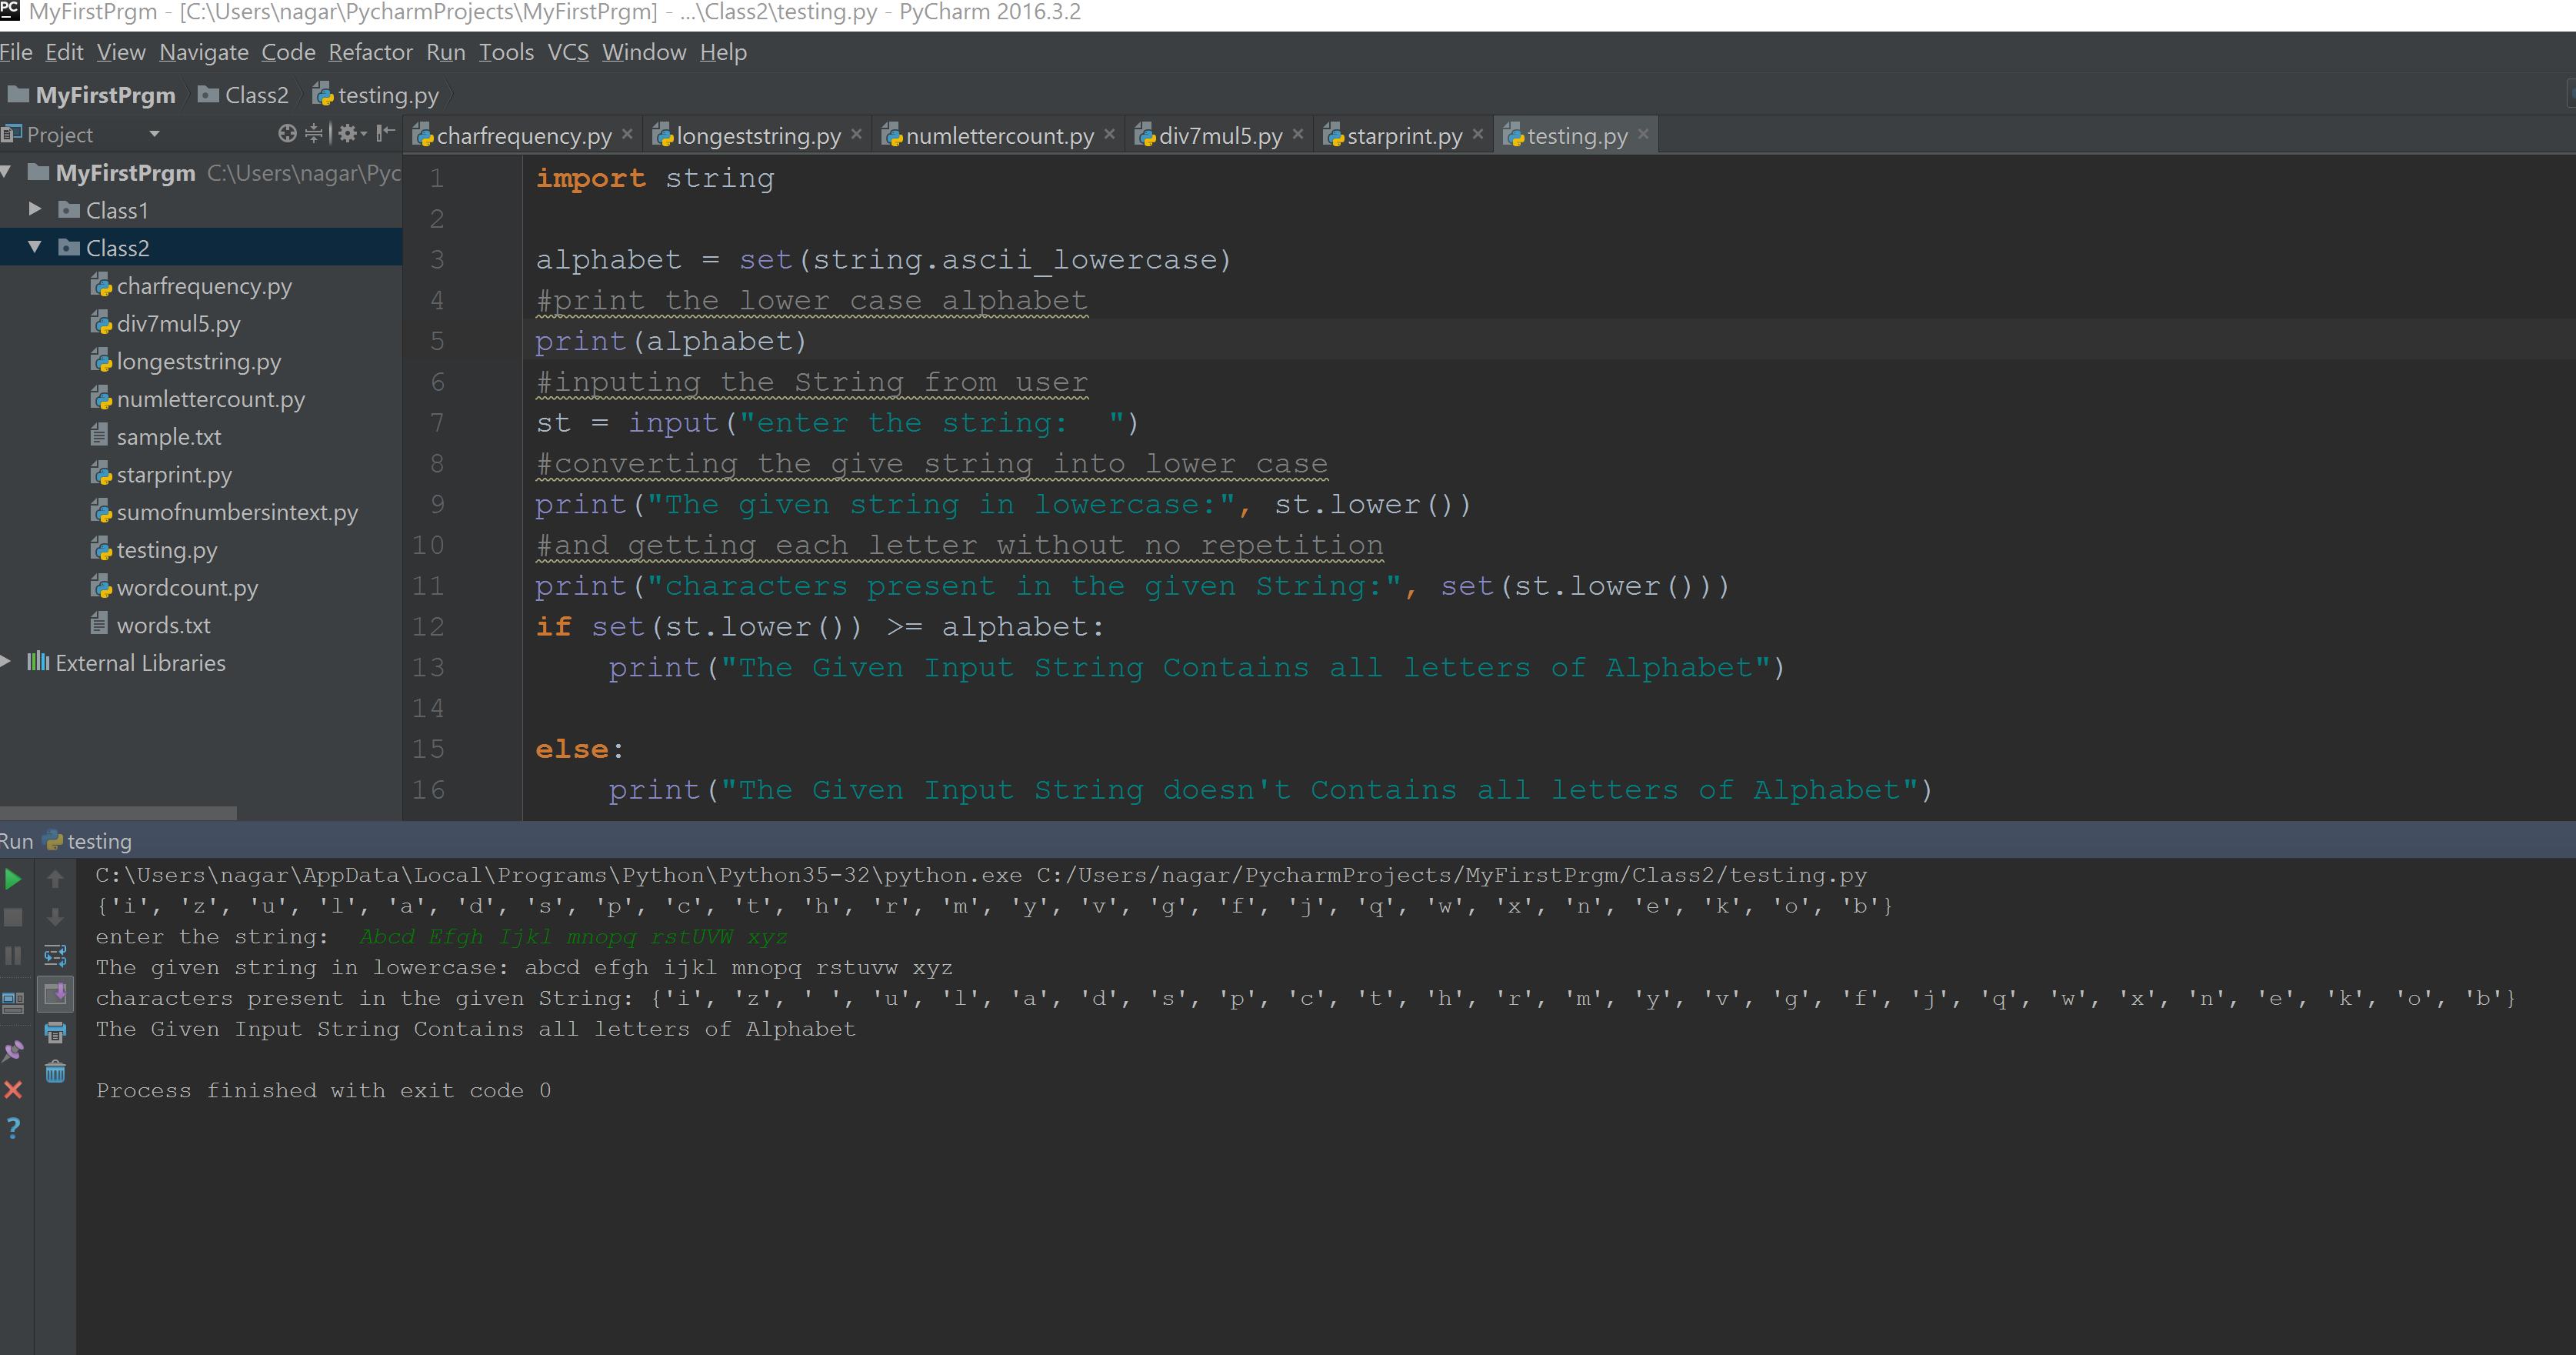 PC MyFirstPrgm - [C:\Users\nagar\PycharmProjects\MyFirstPrgm] - ...\Class2\testing.py - PyCharm 2016.3.2
File Edit View Navigate Code Refactor Run Tools VCS Window Help
MyFirstPrgm Class2 testing.py
Project
charfrequency.py longeststring.py numlettercount.py div7mul5.py starprint.py testing.py
MyFirstPrgm C:\Users\nagar\Pyc
Class1
Class2
charfrequency.py
div7mul5.py
longeststring.py
numlettercount.py
sample.txt
starprint.py
sumofnumbersintext.py
testing.py
wordcount.py
words.txt
External Libraries
1 import string
2
3 alphabet = set(string.ascii_lowercase)
4 #print the lower case alphabet
5 print(alphabet)
6 #inputing the String from user
7 st = input("enter the string:  ")
8 #converting the give string into lower case
9 print("The given string in lowercase:", st.lower())
10 #and getting each letter without no repetition
11 print("characters present in the given String:", set(st.lower()))
12 if set(st.lower()) >= alphabet:
13     print("The Given Input String Contains all letters of Alphabet")
14
15 else:
16     print("The Given Input String doesn't Contains all letters of Alphabet")
Run testing
C:\Users\nagar\AppData\Local\Programs\Python\Python35-32\python.exe C:/Users/nagar/PycharmProjects/MyFirstPrgm/Class2/testing.py
{'i', 'z', 'u', 'l', 'a', 'd', 's', 'p', 'c', 't', 'h', 'r', 'm', 'y', 'v', 'g', 'f', 'j', 'q', 'w', 'x', 'n', 'e', 'k', 'o', 'b'}
enter the string:  Abcd Efgh Ijkl mnopq rstUVW xyz
The given string in lowercase: abcd efgh ijkl mnopq rstuvw xyz
characters present in the given String: {'i', 'z', ' ', 'u', 'l', 'a', 'd', 's', 'p', 'c', 't', 'h', 'r', 'm', 'y', 'v', 'g', 'f', 'j', 'q', 'w', 'x', 'n', 'e', 'k', 'o', 'b'}
The Given Input String Contains all letters of Alphabet
Process finished with exit code 0